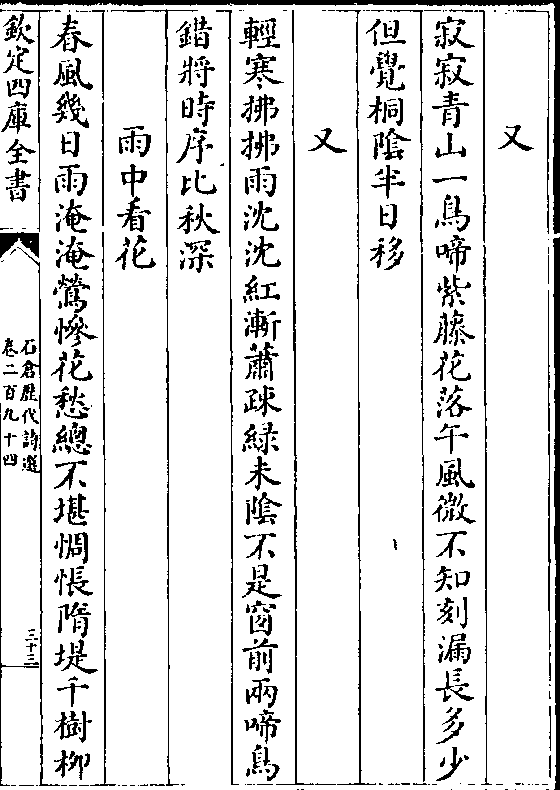 又
寂寂青山一鳥啼紫藤花落午風微不知刻漏長多少
但覺桐陰半日移
又
輕寒拂拂雨沈沈紅漸蕭疎緑未陰不是窗前兩啼鳥
錯將時序比秋深
雨中看花
春風幾日雨淹淹鶯慘花愁總不堪惆悵隋堤千樹柳
欽定四庫全書
石倉歴代詩選
卷二百九十四
三十三